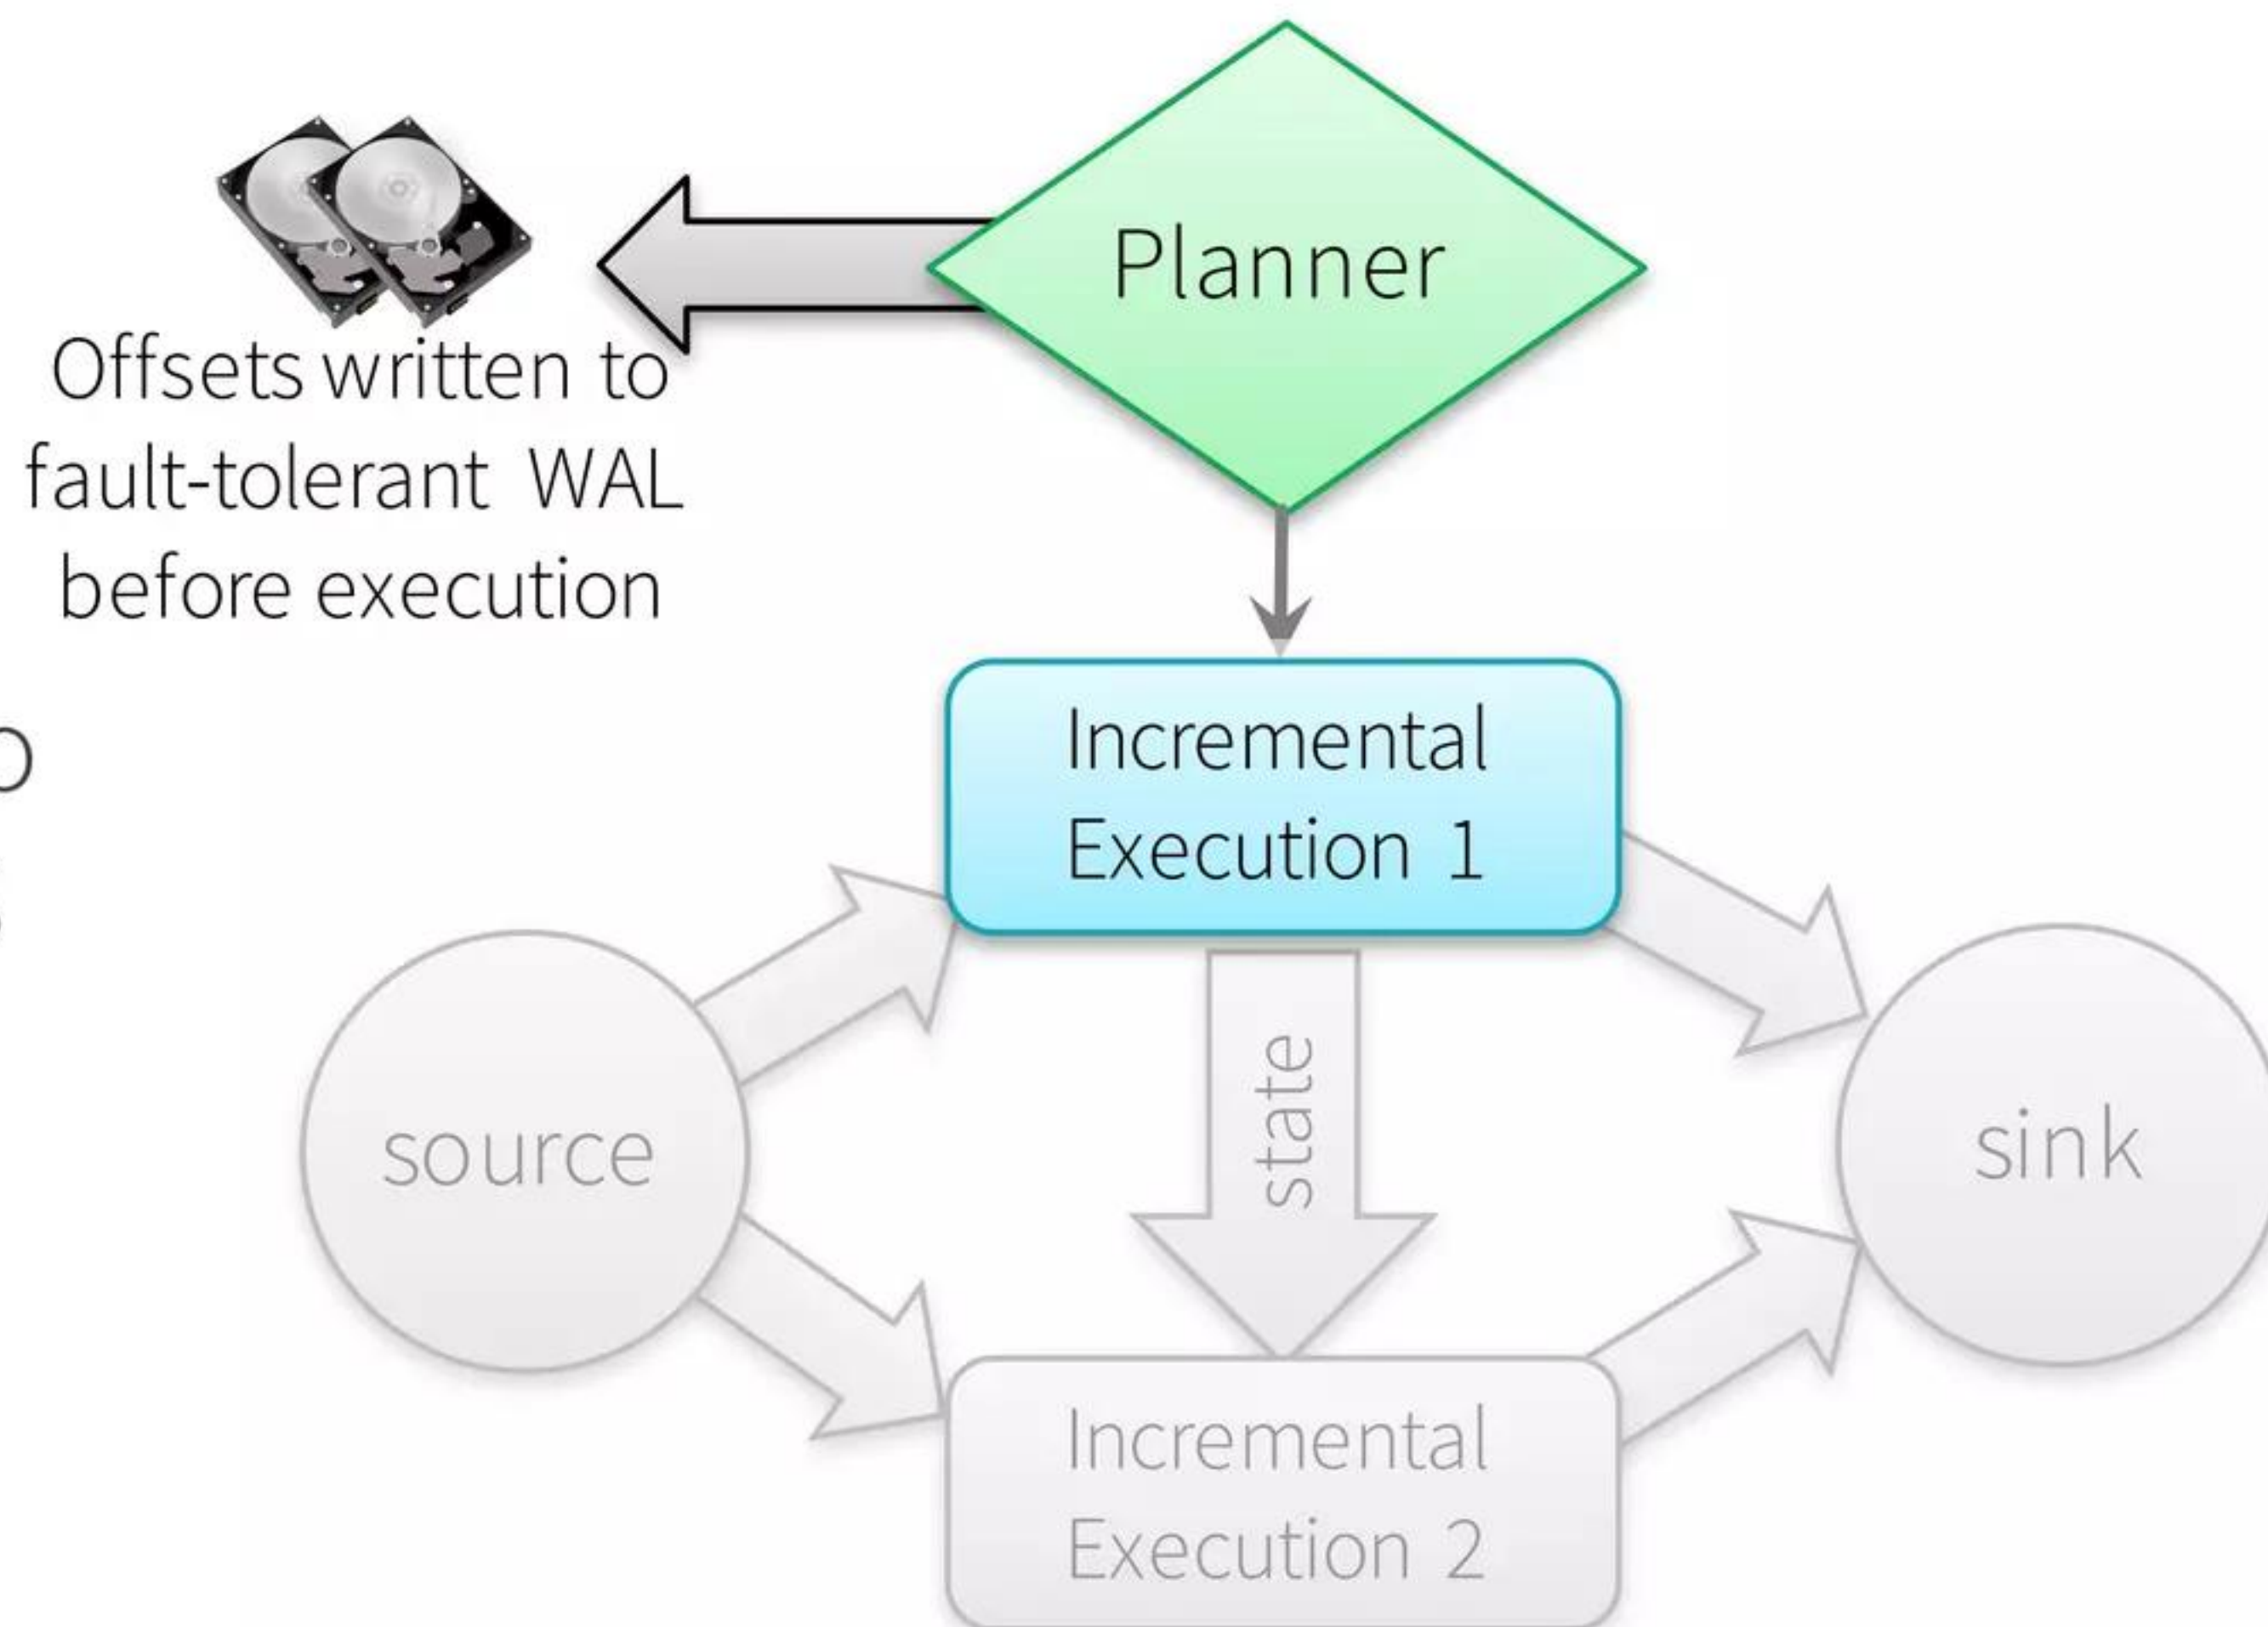 Planner
Offsets written to
fault-tolerant WAL
before execution
Incremental
Execution 1
source
state
sink
Incremental
Execution 2